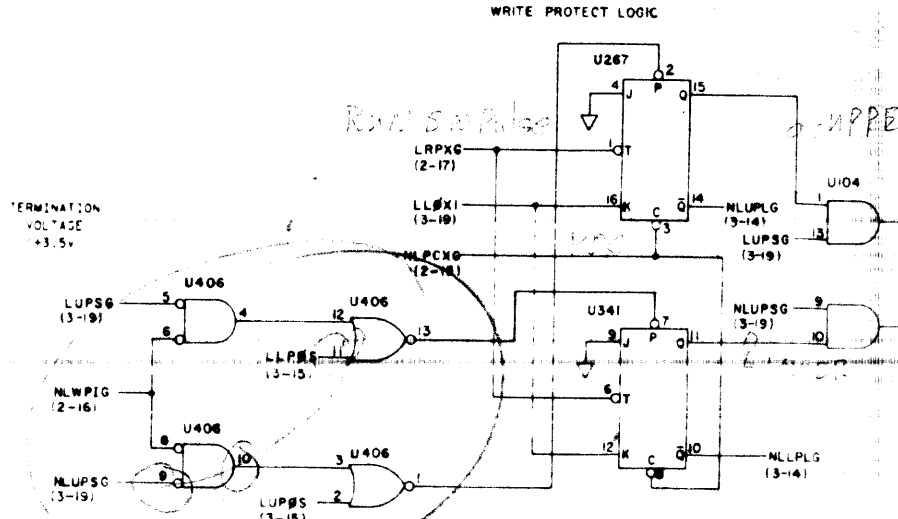 WRITE PROTECT LOGIC
U267
2
P
4
J
Q
15
LRPXG
(2-17)
1
T
LLØXI
(3-19)
16
K
C
Q̅
14
3
NLUPLG
(3-14)
U104
1
13
LUPSG
(3-19)
TERMINATION
VOLTAGE
+3.5v
NLPCXG
(2-18)
LUPSG
(3-19)
5
6
U406
4
12
U406
13
LLPØS
(3-15)
11
U341
7
P
9
J
Q
11
NLUPSG
(3-19)
9
10
NLWPIG
(2-16)
6
T
8
U406
10
NLUPSG
(3-19)
9
3
U406
1
LUPØS
(3-15)
2
12
K
C
8
Q̅
10
NLLPLG
(3-14)